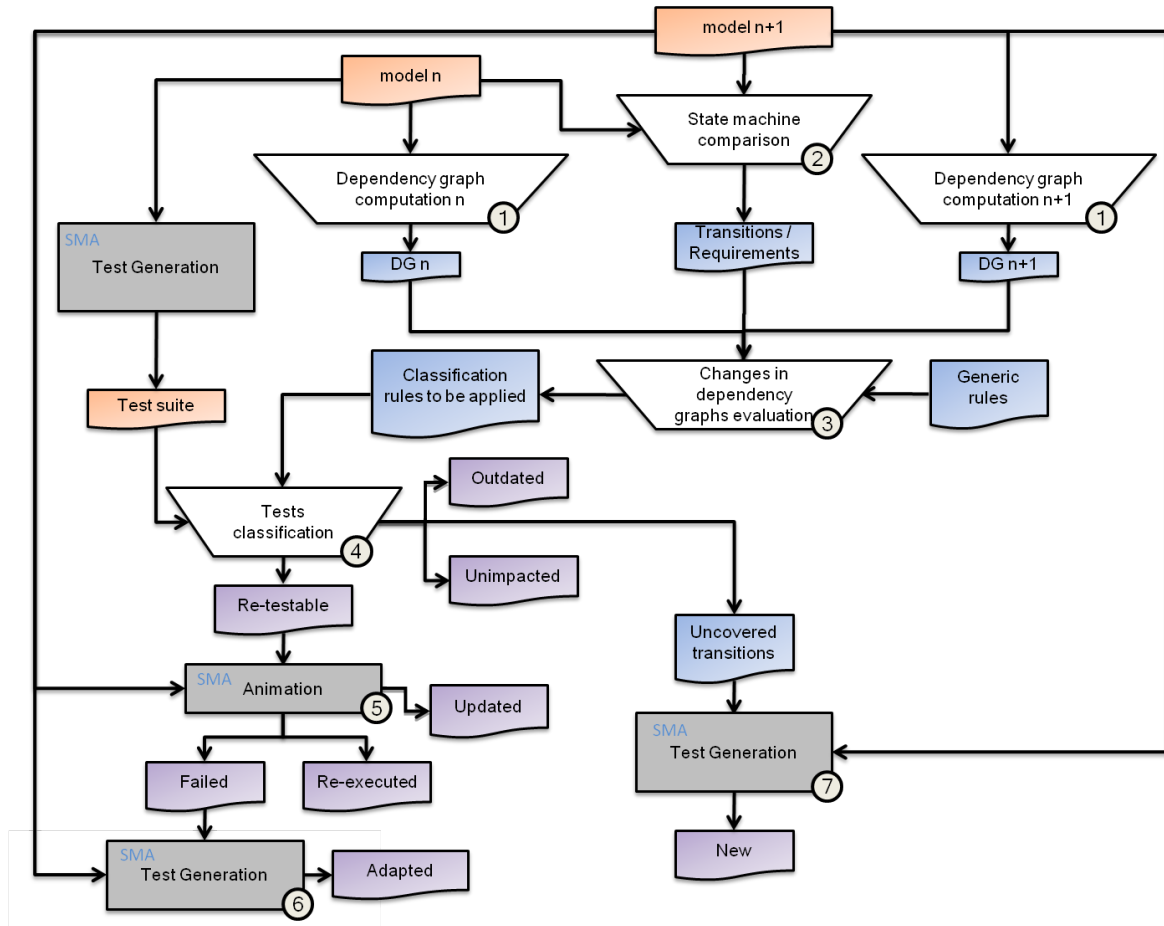 model n+1
model n
State machine
comparison
2
Dependency graph
computation n
1
Dependency graph
computation n+1
1
SMA
Test Generation
DG n
Transitions /
Requirements
DG n+1
Classification
rules to be applied
Changes in
dependency
graphs evaluation
3
Generic
rules
Test suite
Outdated
Tests
classification
4
Unimpacted
Re-testable
Uncovered
transitions
SMA
Animation
5
Updated
SMA
Test Generation
7
Failed
Re-executed
New
SMA
Test Generation
6
Adapted